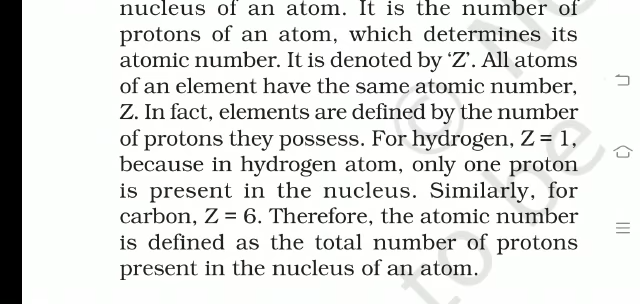 nucleus of an atom. It is the number of
protons of an atom, which determines its
atomic number. It is denoted by ‘Z’. All atoms
of an element have the same atomic number,
Z. In fact, elements are defined by the number
of protons they possess. For hydrogen, Z = 1,
because in hydrogen atom, only one proton
is present in the nucleus. Similarly, for
carbon, Z = 6. Therefore, the atomic number
is defined as the total number of protons
present in the nucleus of an atom.
to be